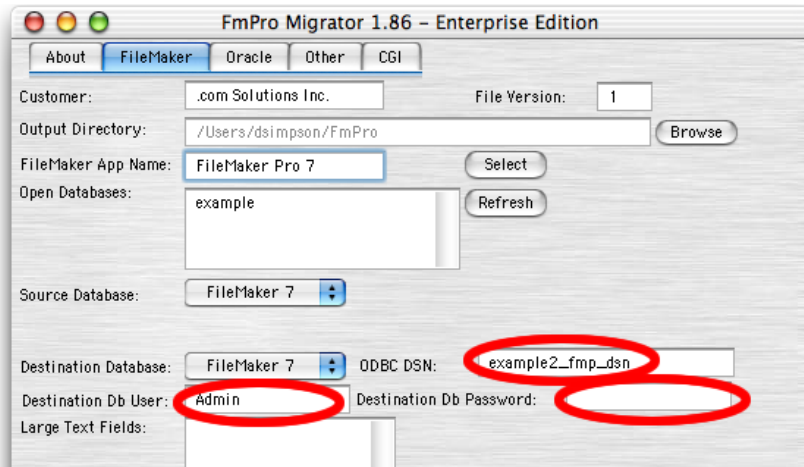 FmPro Migrator 1.86 - Enterprise Edition
About FileMaker Oracle Other CGI
Customer: .com Solutions Inc. File Version: 1
Output Directory: /Users/dsimpson/FmPro Browse
FileMaker App Name: FileMaker Pro 7 Select
Open Databases: example Refresh
Source Database: FileMaker 7
Destination Database: FileMaker 7 ODBC DSN: example2_fmp_dsn
Destination Db User: Admin Destination Db Password:
Large Text Fields: